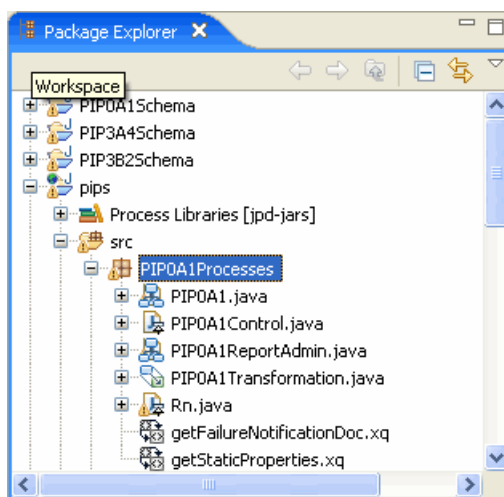 Package Explorer
Workspace
PIP0A1Schema
PIP3A4Schema
PIP3B2Schema
pips
Process Libraries [jpd-jars]
src
PIP0A1Processes
PIP0A1.java
PIP0A1Control.java
PIP0A1ReportAdmin.java
PIP0A1Transformation.java
Rn.java
getFailureNotificationDoc.xq
getStaticProperties.xq